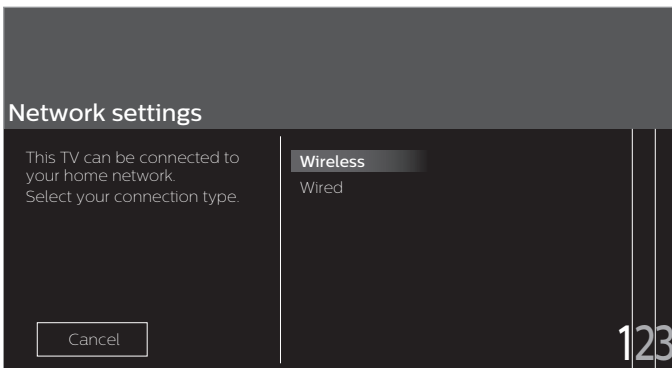 Network settings
This TV can be connected to
your home network.
Select your connection type.
Wireless
Wired
Cancel
123